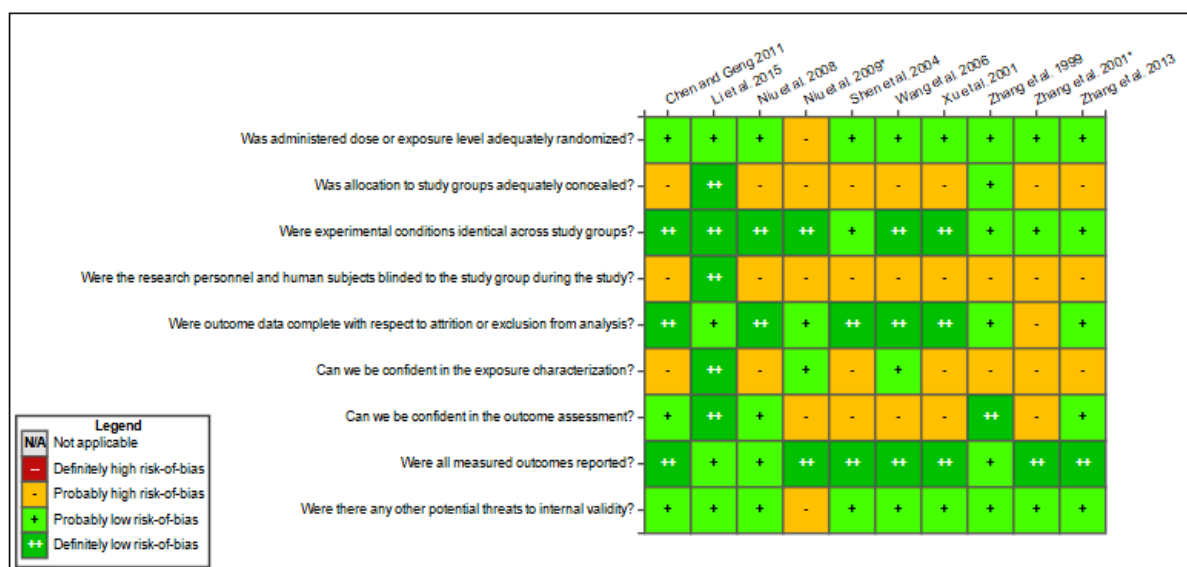 Chen and Geng 2011
Li et al. 2015
Niu et al. 2008
Niu et al. 2009*
Shen et al. 2004
Wang et al. 2006
Xu et al. 2001
Zhang et al. 1999
Zhang et al. 2001*
Zhang et al. 2013
Was administered dose or exposure level adequately randomized? + + + - + + + + + +
Was allocation to study groups adequately concealed? - ++ - - - - - + - -
Were experimental conditions identical across study groups? ++ ++ ++ ++ + ++ ++ + + +
Were the research personnel and human subjects blinded to the study group during the study? - ++ - - - - - - - -
Were outcome data complete with respect to attrition or exclusion from analysis? ++ + ++ + ++ ++ ++ + - +
Can we be confident in the exposure characterization? - ++ - + - + - - - -
Can we be confident in the outcome assessment? + ++ + - - - - ++ - +
Were all measured outcomes reported? ++ + + ++ ++ ++ ++ + ++ ++
Were there any other potential threats to internal validity? + + + - + + + + + +
Legend
N/A Not applicable
-- Definitely high risk-of-bias
- Probably high risk-of-bias
+ Probably low risk-of-bias
++ Definitely low risk-of-bias